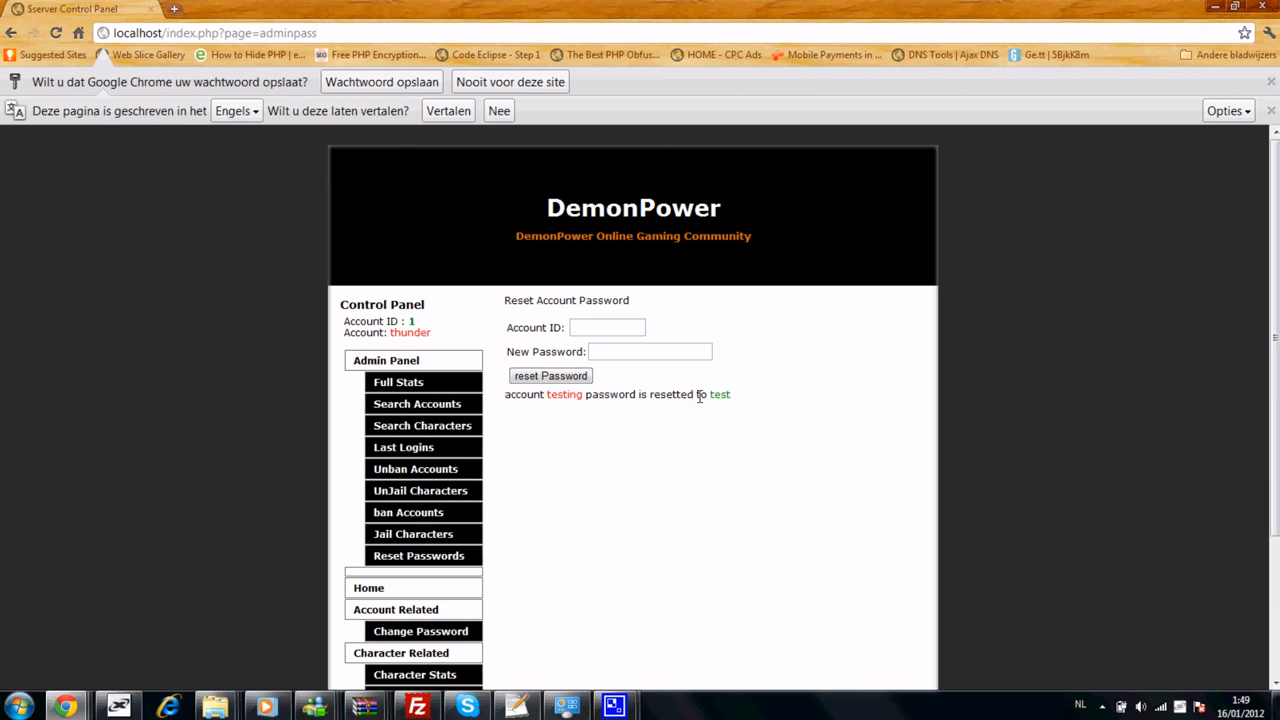 $server Control Panel
localhost/index.php?page=adminpass
Suggested Sites Web Slice Gallery How to Hide PHP | e... Free PHP Encryption... Code Eclipse - Step 1 The Best PHP Obfus... HOME - CPC Ads Mobile Payments in ... DNS Tools | Ajax DNS Ge.tt | 5BjkK8m Andere bladwijzers
Wilt u dat Google Chrome uw wachtwoord opslaat? Wachtwoord opslaan Nooit voor deze site
Deze pagina is geschreven in het Engels Wilt u deze laten vertalen? Vertalen Nee Opties
DemonPower
DemonPower Online Gaming Community
Control Panel
Account ID : 1
Account: thunder
Admin Panel
Full Stats
Search Accounts
Search Characters
Last Logins
Unban Accounts
UnJail Characters
ban Accounts
Jail Characters
Reset Passwords
Home
Account Related
Change Password
Character Related
Character Stats
Reset Account Password
Account ID:
New Password:
reset Password
account testing password is resetted to test
NL
1:49
16/01/2012